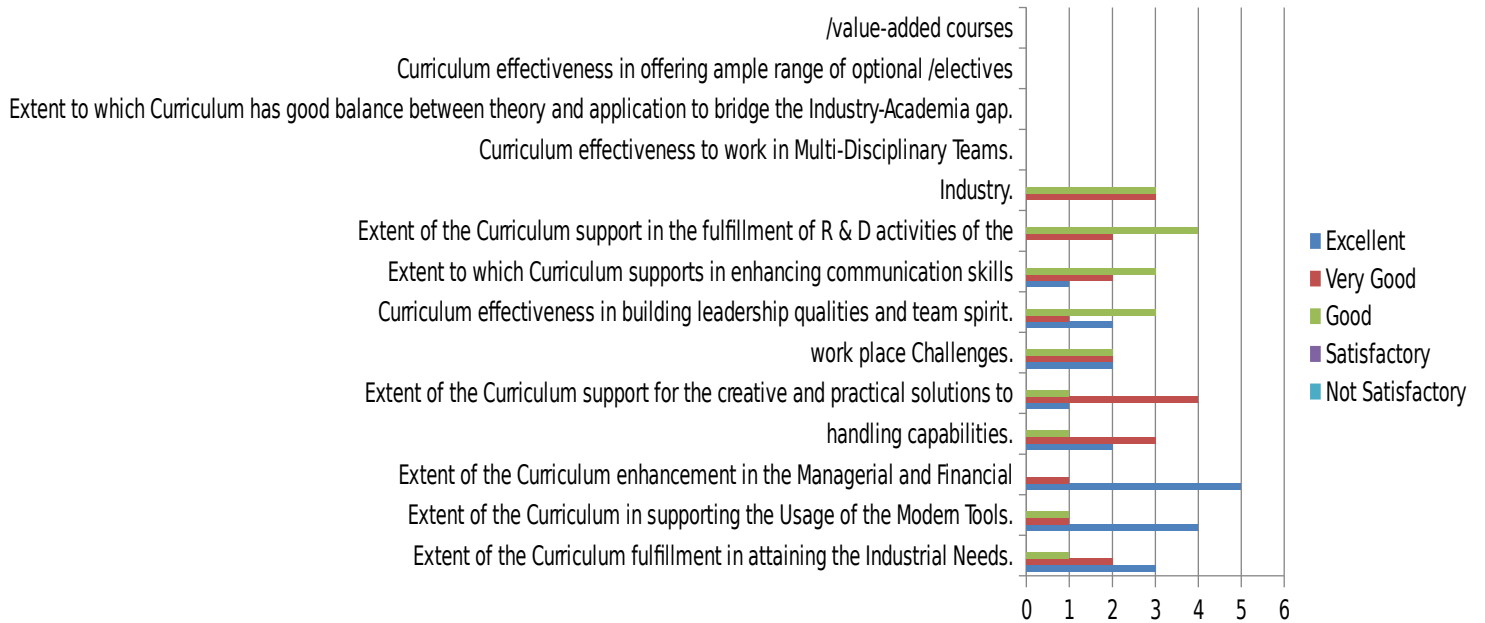 /value-added courses
Curriculum effectiveness in offering ample range of optional /electives
Extent to which Curriculum has good balance between theory and application to bridge the Industry-Academia gap.
Curriculum effectiveness to work in Multi-Disciplinary Teams.
Industry.
Extent of the Curriculum support in the fulfillment of R & D activities of the
Extent to which Curriculum supports in enhancing communication skills
Curriculum effectiveness in building leadership qualities and team spirit.
work place Challenges.
Extent of the Curriculum support for the creative and practical solutions to
handling capabilities.
Extent of the Curriculum enhancement in the Managerial and Financial
Extent of the Curriculum in supporting the Usage of the Modern Tools.
Extent of the Curriculum fulfillment in attaining the Industrial Needs.
0 1 2 3 4 5 6
Excellent
Very Good
Good
Satisfactory
Not Satisfactory